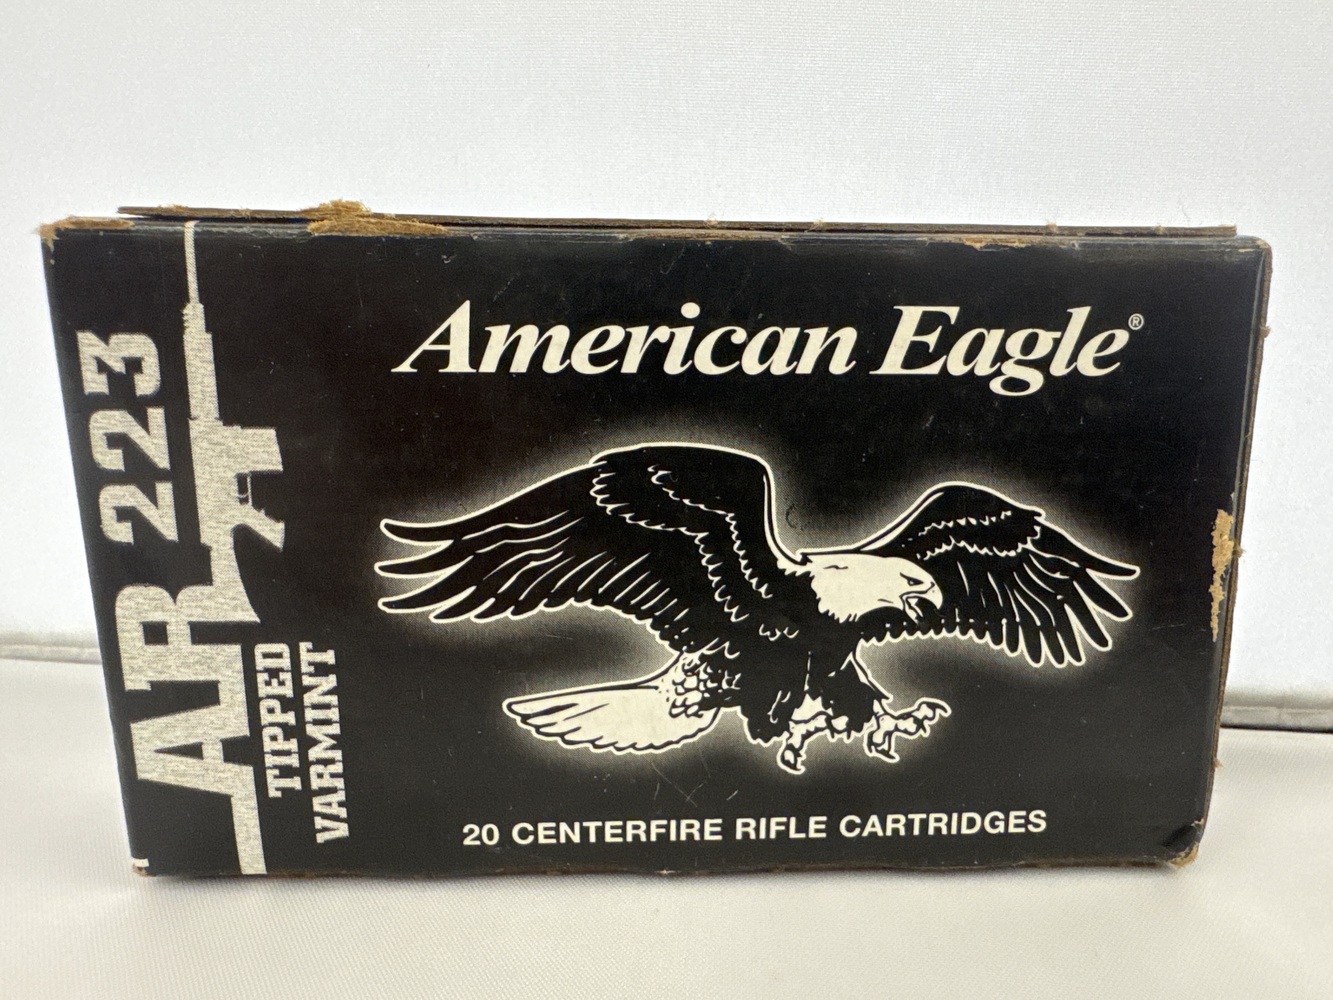 American Eagle®
AR 223
TIPPED
VARMINT
20 CENTERFIRE RIFLE CARTRIDGES